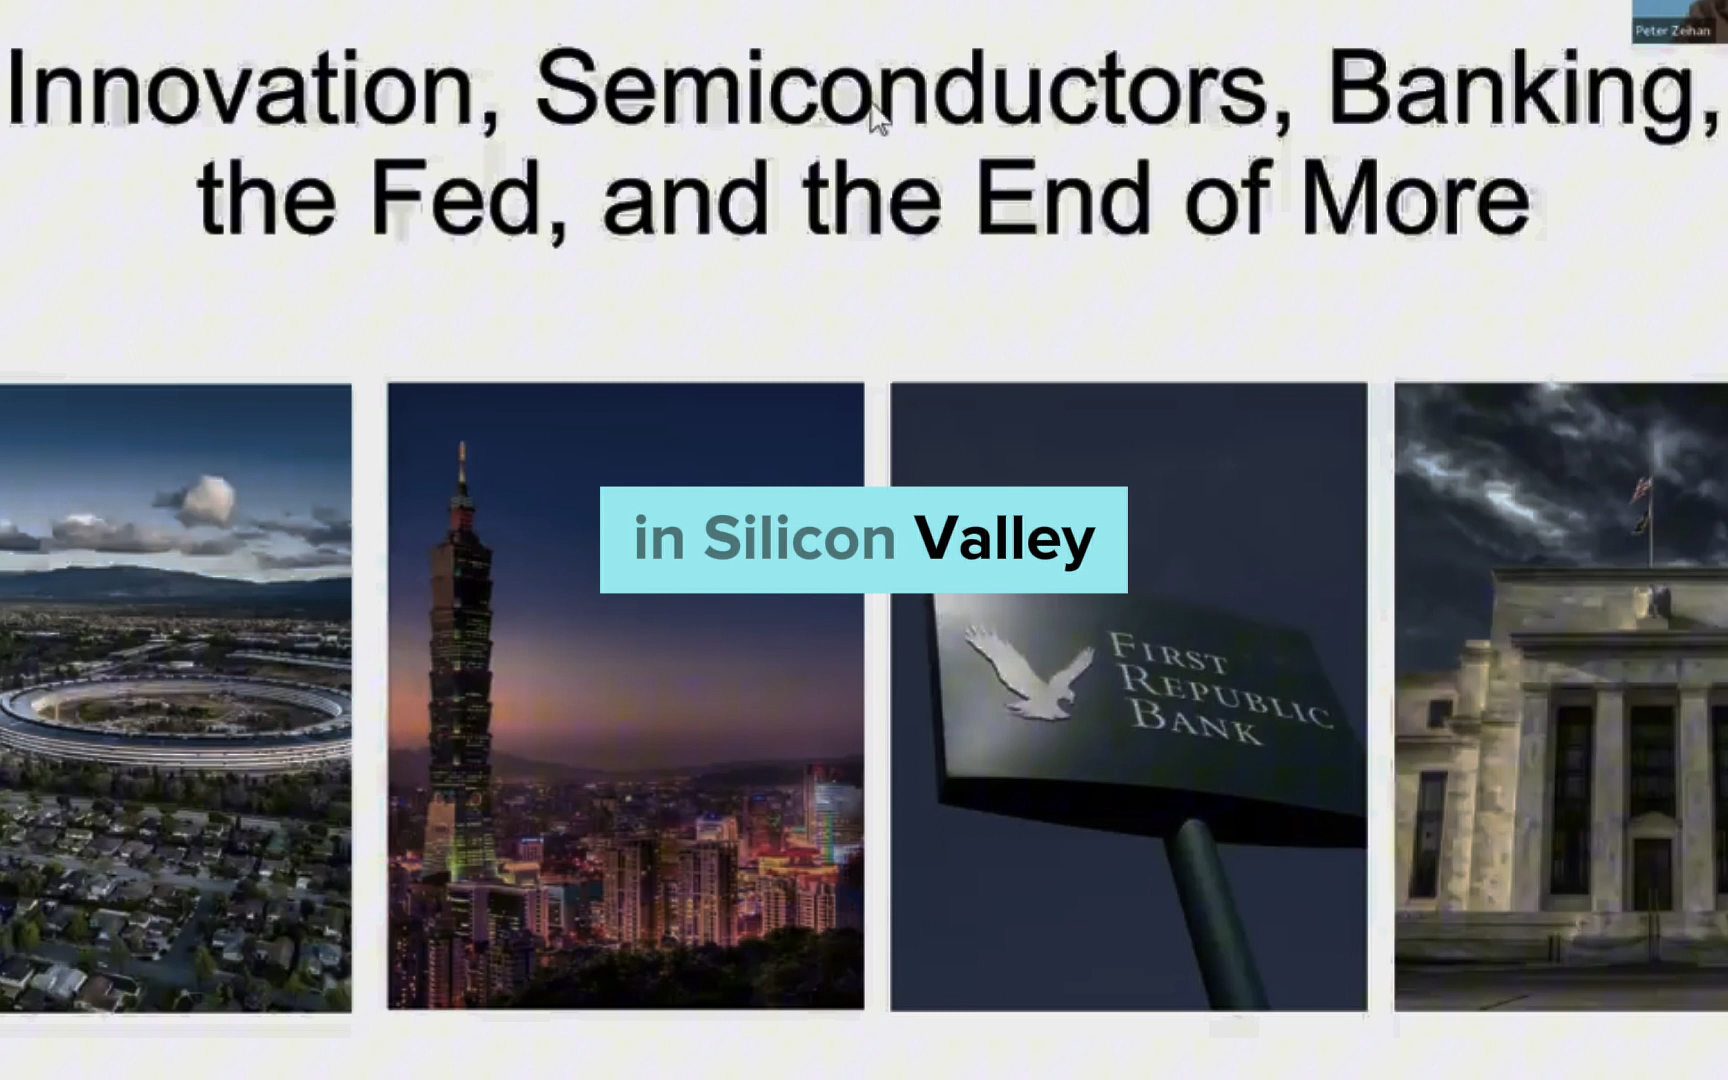 Peter Zeihan
Innovation, Semiconductors, Banking,
the Fed, and the End of More
in Silicon Valley
FIRST
REPUBLIC
BANK